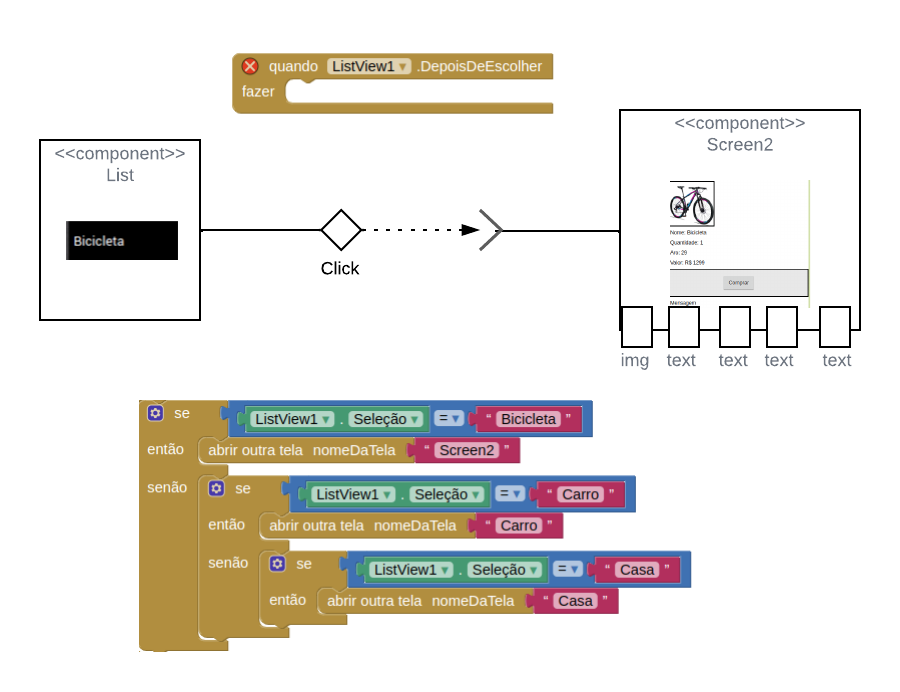 quando ListView1 .DepoisDeEscolher
fazer
<<component>>
List
Bicicleta
Click
<<component>>
Screen2
Nome: Bicicleta
Quantidade: 1
Aro: 29
Valor: R$ 1299
Comprar
Mensagem
img text text text text
se ListView1 . Seleção = “ Bicicleta ”
então abrir outra tela nomeDaTela “ Screen2 ”
senão se ListView1 . Seleção = “ Carro ”
então abrir outra tela nomeDaTela “ Carro ”
senão se ListView1 . Seleção = “ Casa ”
então abrir outra tela nomeDaTela “ Casa ”